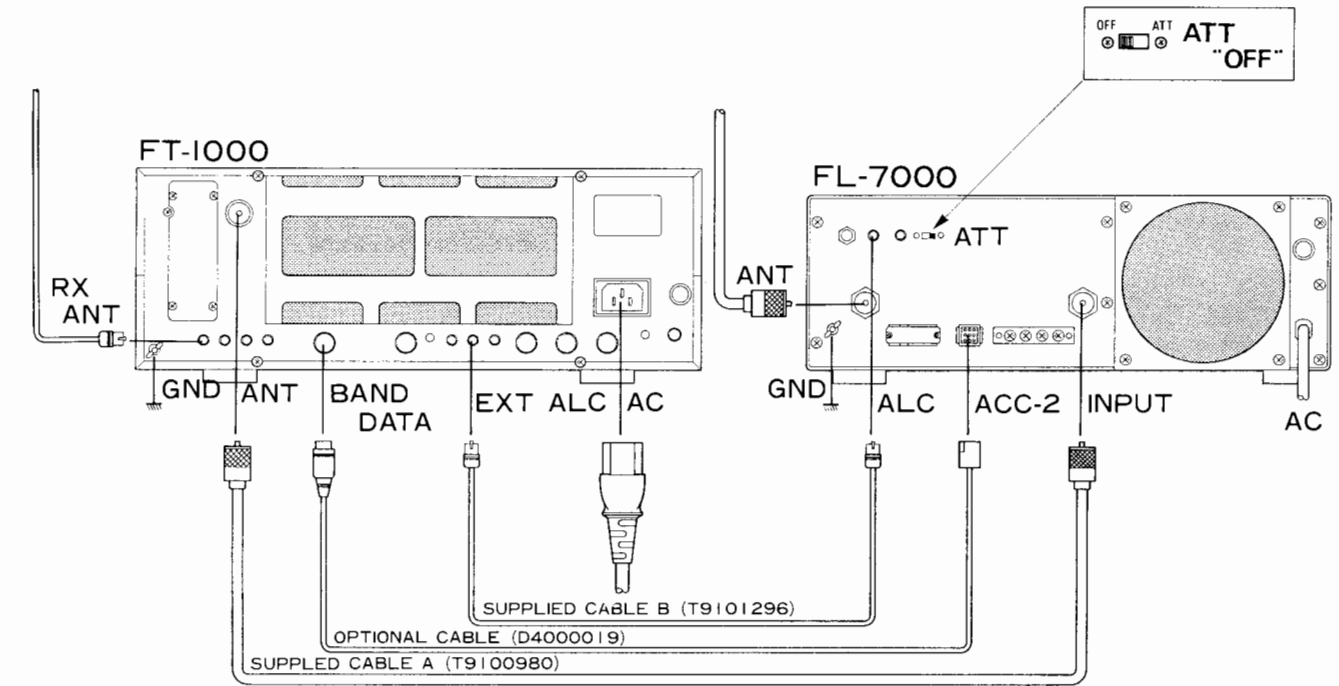 OFF ATT
ATT
"OFF"
FT-1000
FL-7000
ATT
RX
ANT
ANT
GND
ANT
BAND
DATA
EXT ALC
AC
GND
ALC
ACC-2
INPUT
AC
SUPPLIED CABLE B (T9101296)
OPTIONAL CABLE (D4000019)
SUPPLED CABLE A (T9100980)